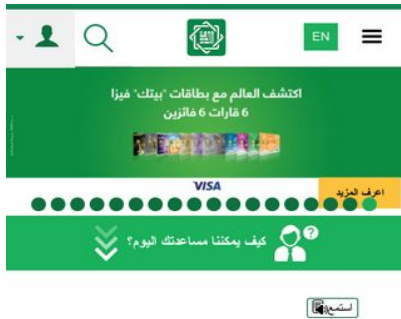 EN
اكتشف العالم مع بطاقات "بيتك" فيزا
6 قارات 6 فائزين
VISA
اعرف المزيد
كيف يمكننا مساعدتك اليوم؟
استمع